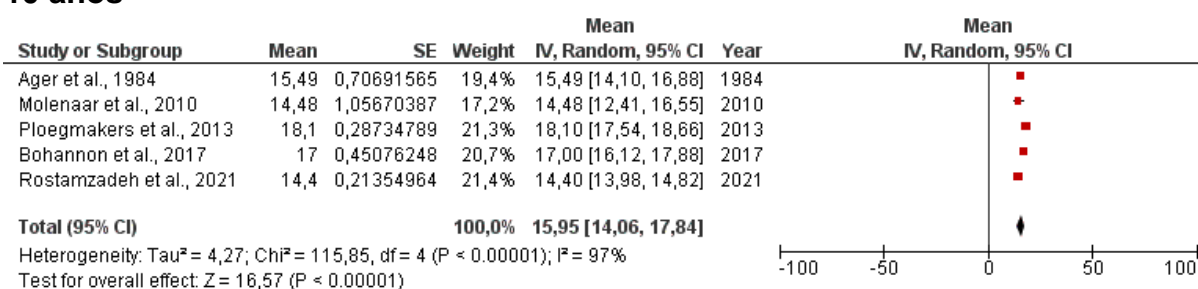 Mean Mean
Study or Subgroup Mean SE Weight IV, Random, 95% CI Year IV, Random, 95% CI
Ager et al., 1984 15,49 0,70691565 19,4% 15,49 [14,10, 16,88] 1984
Molenaar et al., 2010 14,48 1,05670387 17,2% 14,48 [12,41, 16,55] 2010
Ploegmakers et al., 2013 18,1 0,28734789 21,3% 18,10 [17,54, 18,66] 2013
Bohannon et al., 2017 17 0,45076248 20,7% 17,00 [16,12, 17,88] 2017
Rostamzadeh et al., 2021 14,4 0,21354964 21,4% 14,40 [13,98, 14,82] 2021
Total (95% CI) 100,0% 15,95 [14,06, 17,84]
Heterogeneity: Tau² = 4,27; Chi² = 115,85, df = 4 (P < 0.00001); I² = 97%
Test for overall effect: Z = 16,57 (P < 0.00001)
-100 -50 0 50 100